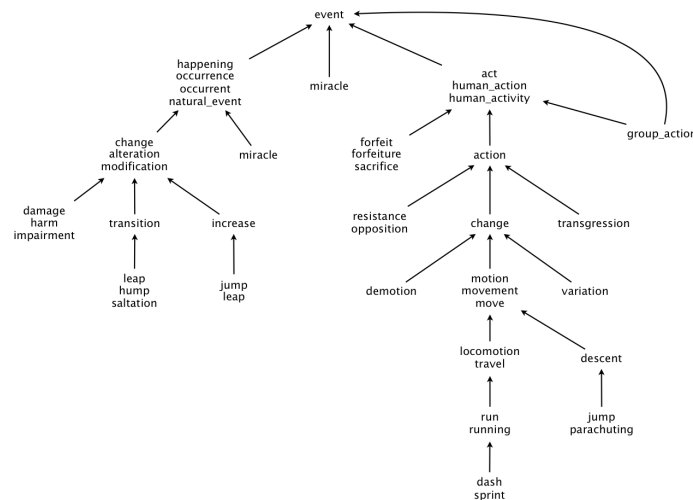 event
happening
occurrence
occurrent
natural_event
miracle
act
human_action
human_activity
group_action
change
alteration
modification
miracle
forfeit
forfeiture
sacrifice
action
damage
harm
impairment
transition
increase
resistance
opposition
change
transgression
leap
hump
saltation
jump
leap
demotion
motion
movement
move
variation
locomotion
travel
descent
run
running
jump
parachuting
dash
sprint